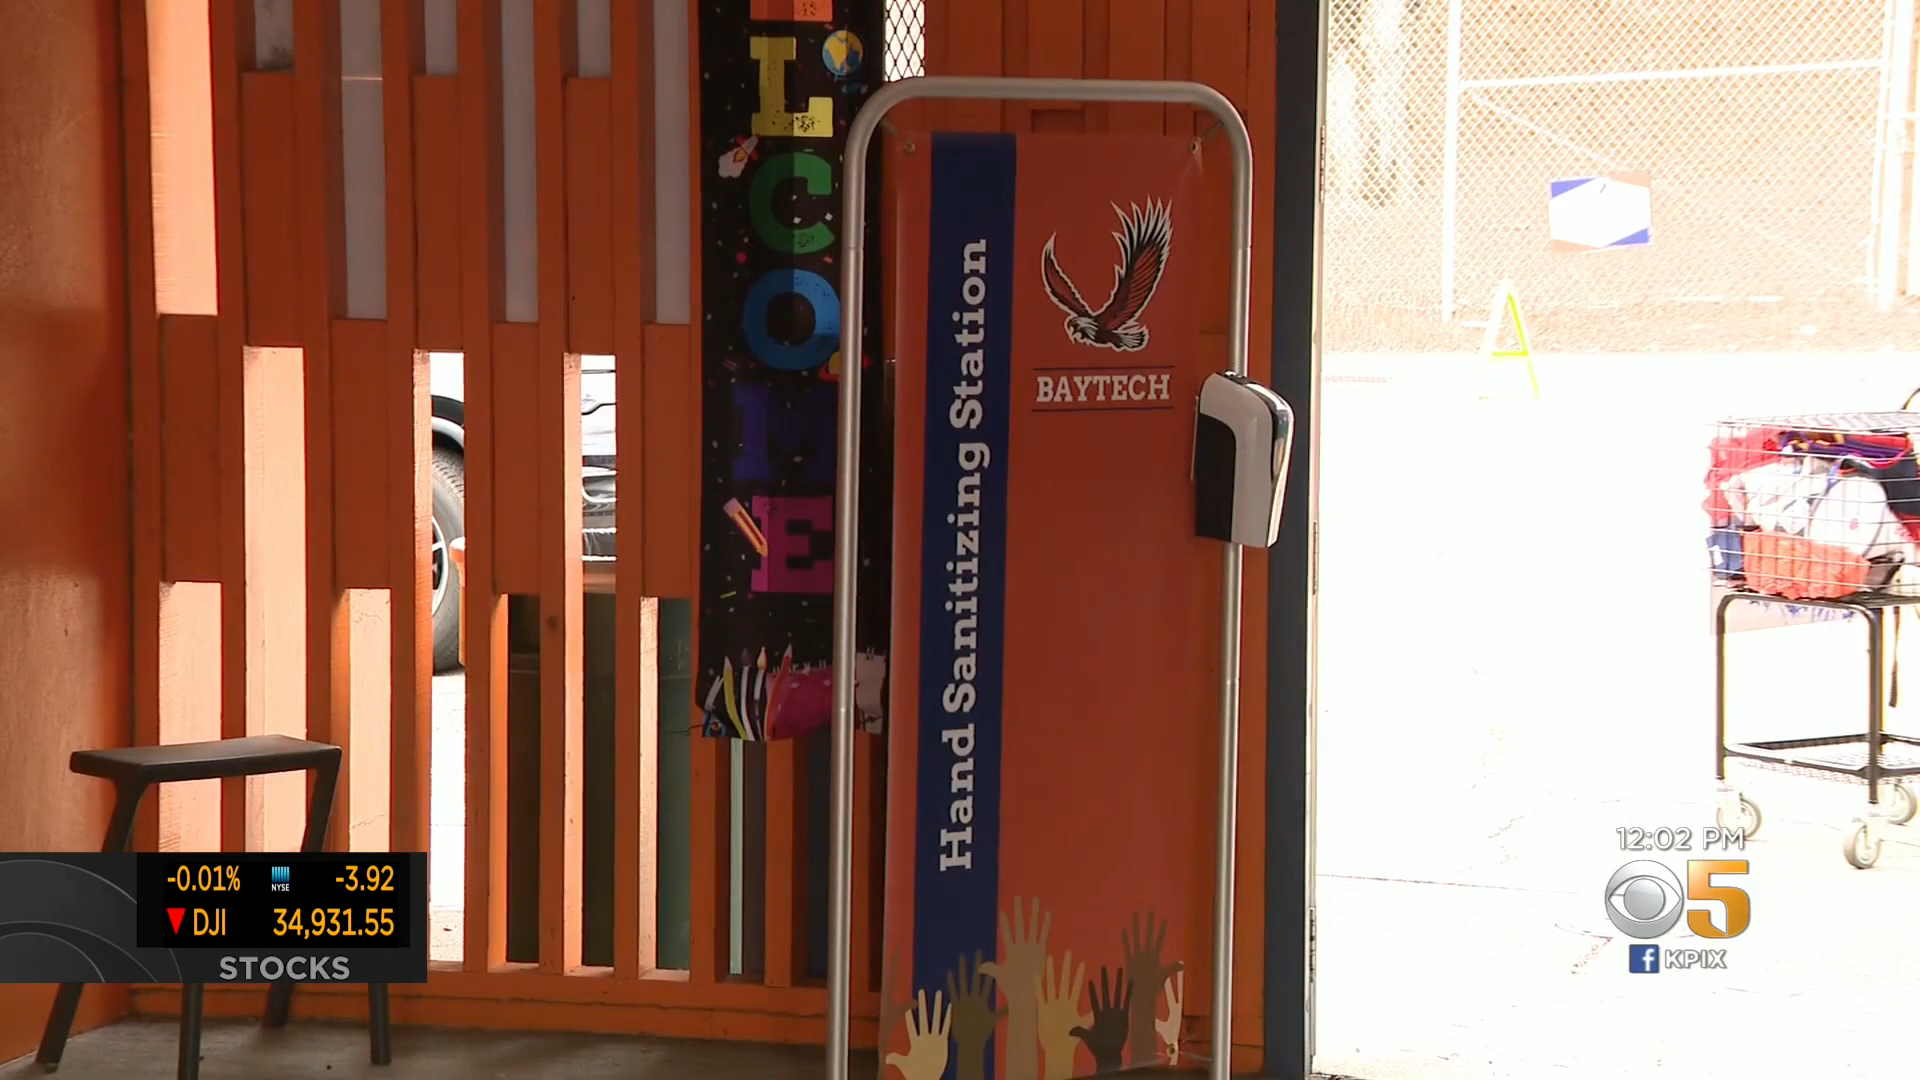 LCOME
Hand Sanitizing Station
BAYTECH
-0.01% NYSE -3.92
DJI 34,931.55
STOCKS
12:02 PM
5
f KPIX